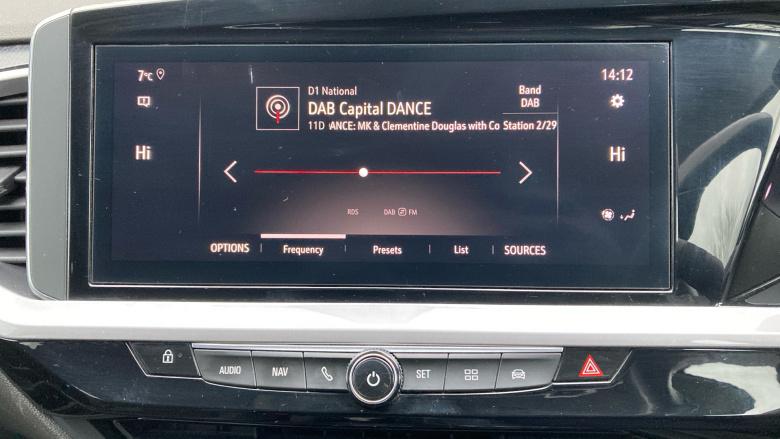 7°C
14:12
D1 National
Band
DAB Capital DANCE
DAB
11D ANCE: MK & Clementine Douglas with Co
Station 2/29
Hi
Hi
RDS
DAB FM
OPTIONS
Frequency
Presets
List
SOURCES
AUDIO
NAV
SET